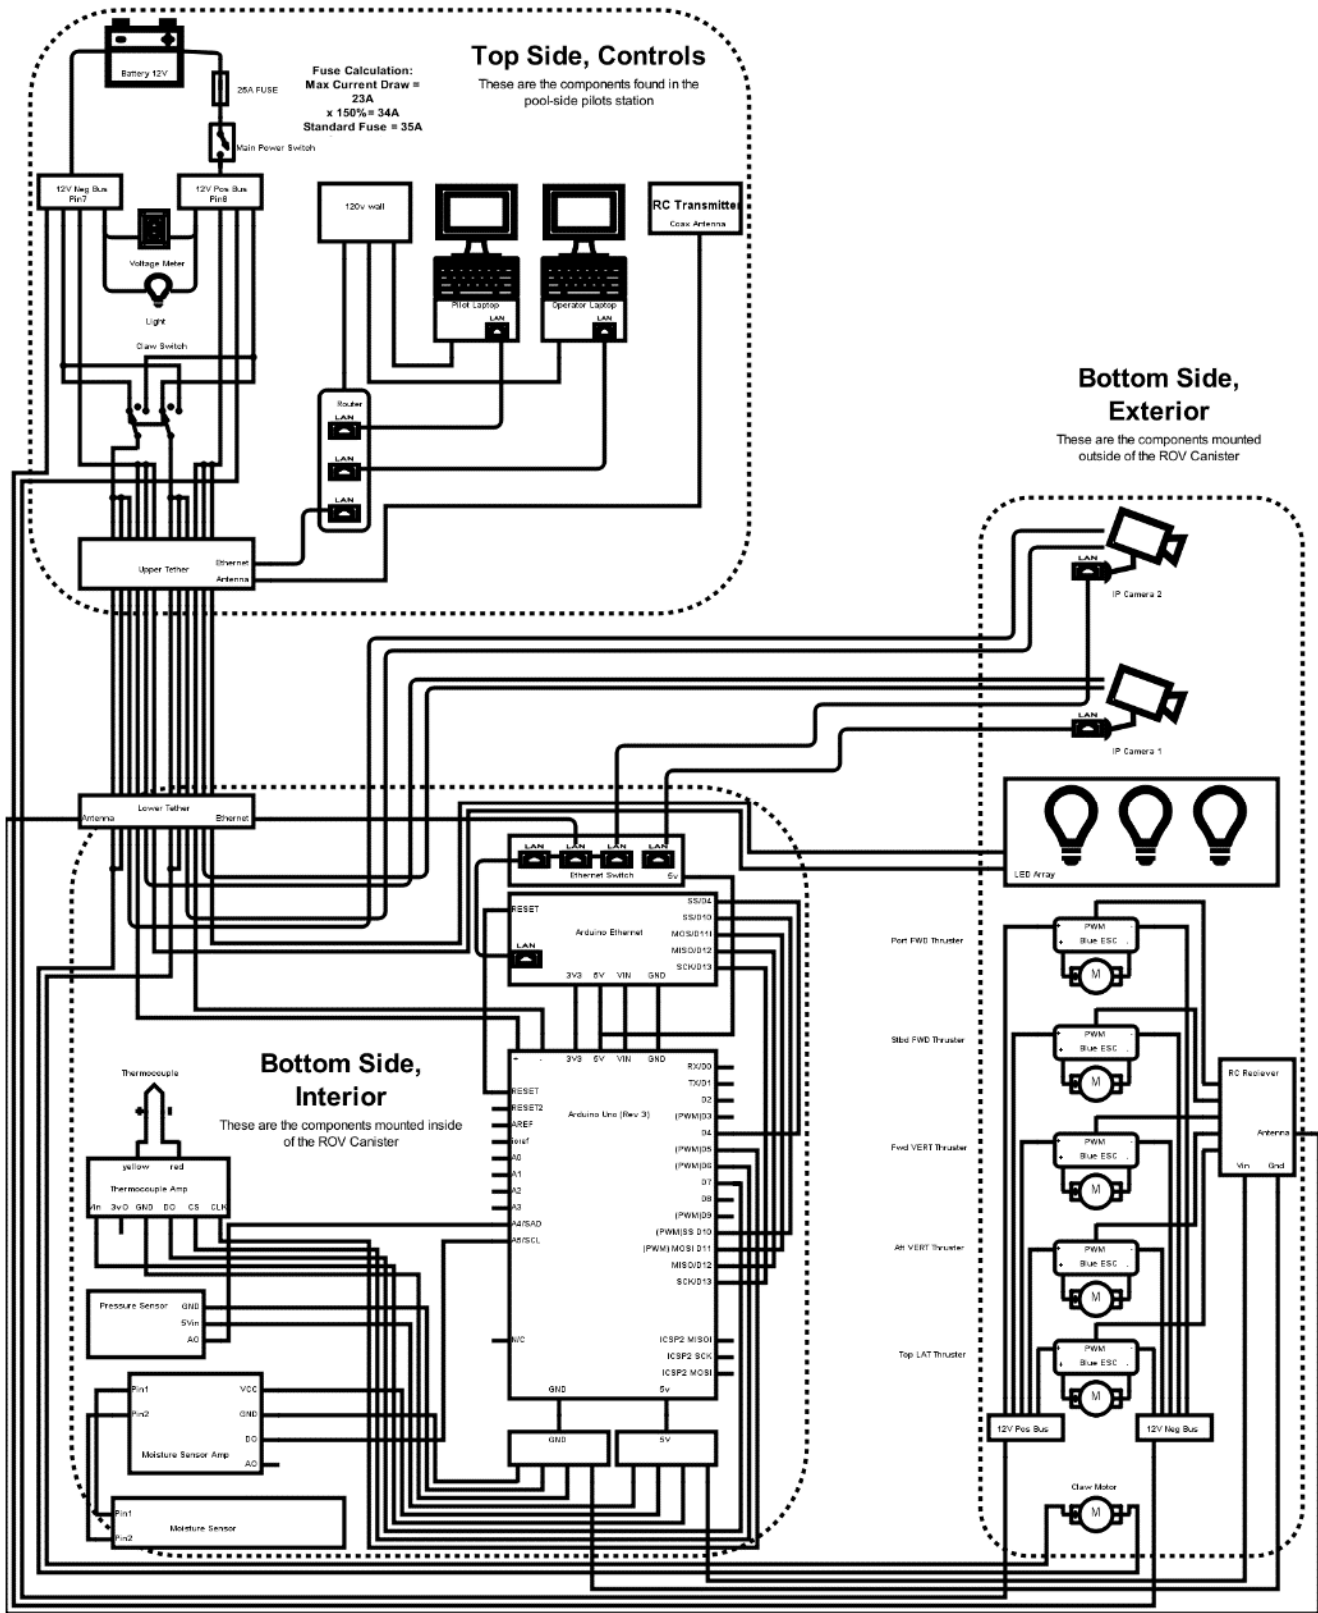 Top Side, Controls
These are the components found in the
pool-side pilots station
Battery 12V
25A FUSE
Fuse Calculation:
Max Current Draw =
23A
x 150%= 34A
Standard Fuse = 35A
Main Power Switch
12V Neg Bus
Pin7
12V Pos Bus
Pin8
Voltage Meter
Light
Claw Switch
120v wall
Pilot Laptop
LAN
Operator Laptop
LAN
RC Transmitter
Coax Antenna
Router
LAN
LAN
LAN
Upper Tether
Ethernet
Antenna
Bottom Side,
Exterior
These are the components mounted
outside of the ROV Canister
LAN
IP Camera 2
LAN
IP Camera 1
LED Array
Lower Tether
Antenna
Ethernet
LAN
LAN
LAN
LAN
Ethernet Switch
5v
RESET
Arduino Ethernet
LAN
SS/D4
SS/D10
MOS/D11I
MISO/D12
SCK/D13
3V3
5V
VIN
GND
Port FWD Thruster
PWM
Blue ESC
M
Stbd FWD Thruster
PWM
Blue ESC
M
Fwd VERT Thruster
PWM
Blue ESC
M
Aft VERT Thruster
PWM
Blue ESC
M
Top LAT Thruster
PWM
Blue ESC
M
RC Reciever
Antenna
Vin
Gnd
12V Pos Bus
12V Neg Bus
Claw Motor
M
Bottom Side,
Interior
These are the components mounted inside
of the ROV Canister
+
-
3V3
5V
VIN
GND
Arduino Uno (Rev 3)
RESET
RESET2
AREF
ioref
A0
A1
A2
A3
A4/SAD
A5/SCL
N/C
RX/D0
TX/D1
D2
(PWM)D3
D4
(PWM)D5
(PWM)D6
D7
D8
(PWM)D9
(PWM)SS D10
(PWM) MOSI D11
MISO/D12
SCK/D13
ICSP2 MISOI
ICSP2 SCK
ICSP2 MOSI
GND
5v
GND
5V
Thermocouple
+
-
yellow
red
Thermocouple Amp
Vin
3vO
GND
DO
CS
CLK
Pressure Sensor
GND
5Vin
AO
Pin1
Pin2
VCC
GND
DO
AO
Moisture Sensor Amp
Pin1
Pin2
Moisture Sensor